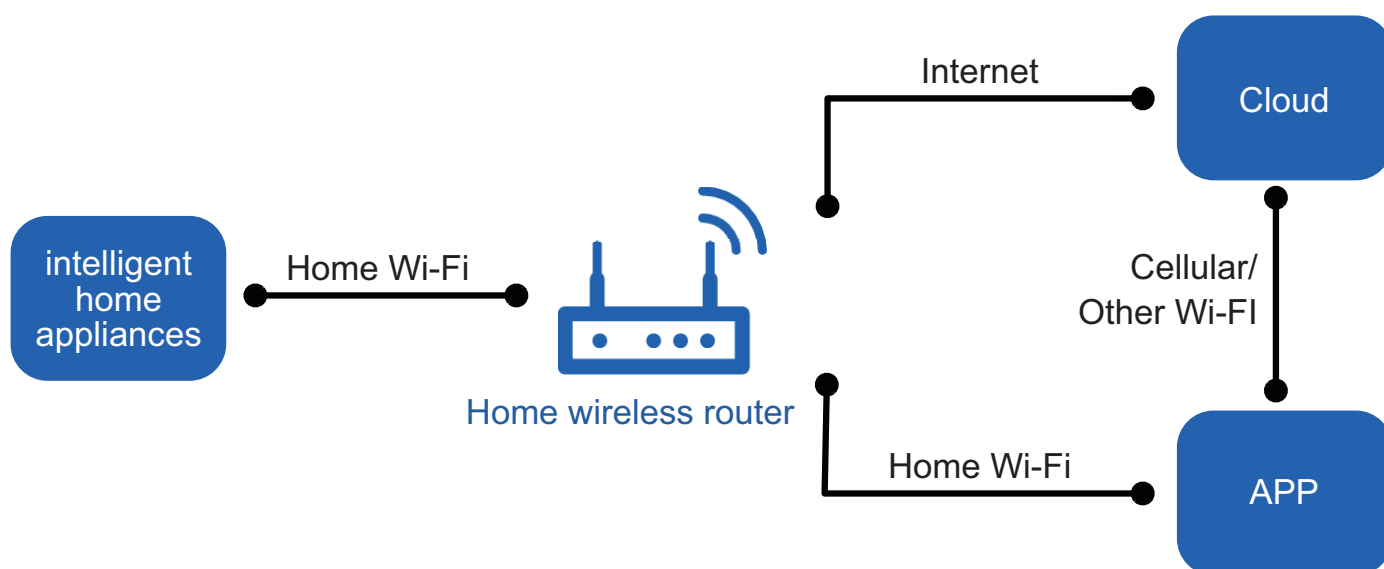 Internet
Cloud
intelligent
home
appliances
Home Wi-Fi
Cellular/
Other Wi-FI
Home wireless router
Home Wi-Fi
APP